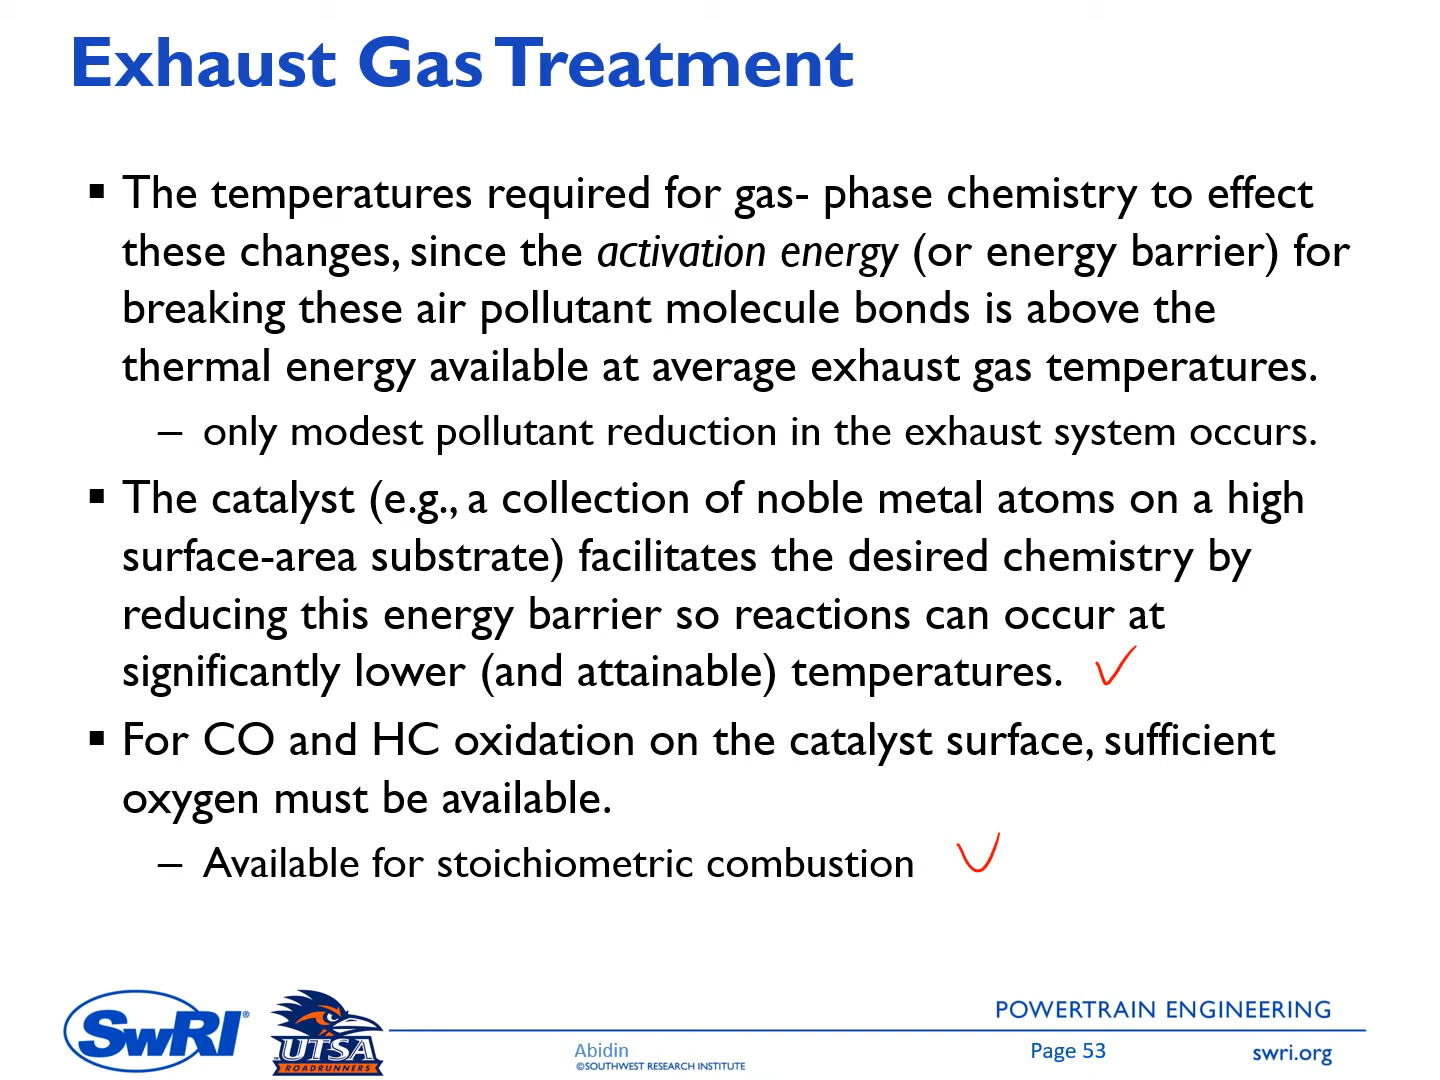 Exhaust Gas Treatment
▪ The temperatures required for gas- phase chemistry to effect
these changes, since the activation energy (or energy barrier) for
breaking these air pollutant molecule bonds is above the
thermal energy available at average exhaust gas temperatures.
– only modest pollutant reduction in the exhaust system occurs.
▪ The catalyst (e.g., a collection of noble metal atoms on a high
surface-area substrate) facilitates the desired chemistry by
reducing this energy barrier so reactions can occur at
significantly lower (and attainable) temperatures.
▪ For CO and HC oxidation on the catalyst surface, sufficient
oxygen must be available.
– Available for stoichiometric combustion
POWERTRAIN ENGINEERING
SwRI®
UTSA
ROADRUNNERS
Abidin
©SOUTHWEST RESEARCH INSTITUTE
Page 53
swri.org